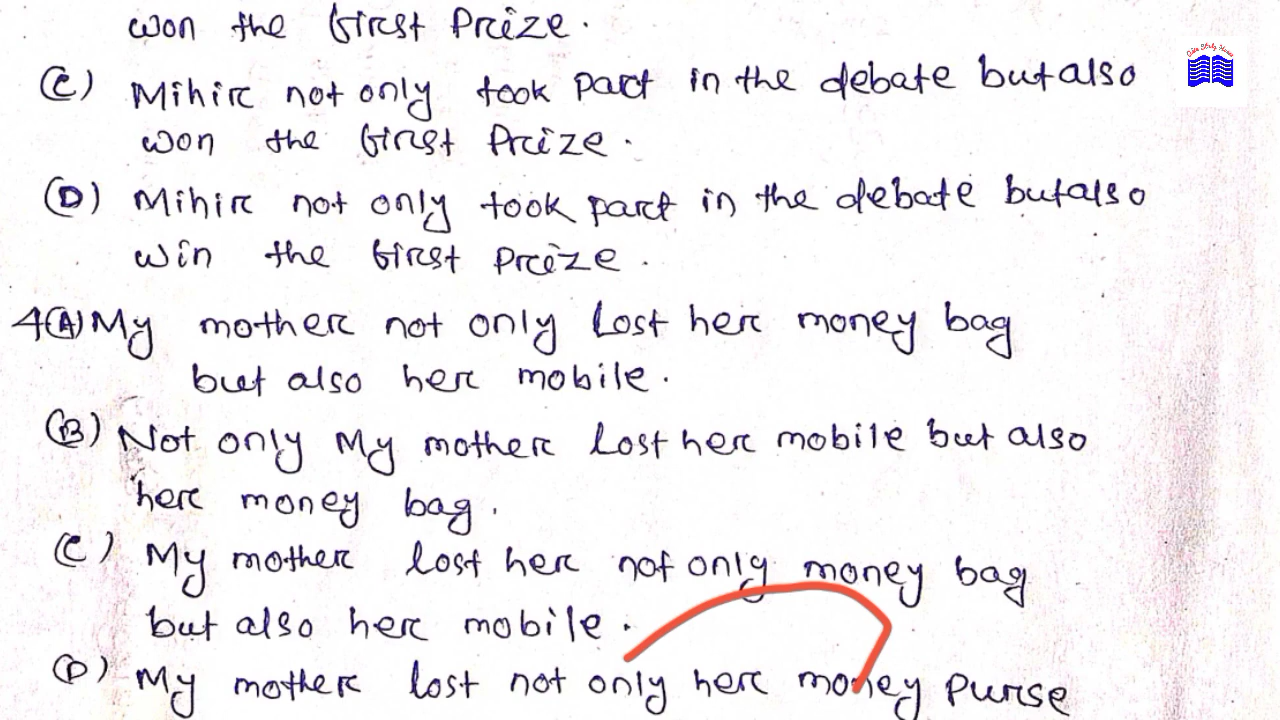 won the first Prize.
(C) Mihir not only took part in the debate but also
won the first Prize.
(D) Mihir not only took part in the debate but also
win the first prize.
4(A) My mother not only lost her money bag
but also her mobile.
(B) Not only My mother lost her mobile but also
her money bag.
(C) My mother lost her not only money bag
but also her mobile.
(D) My mother lost not only her money purse